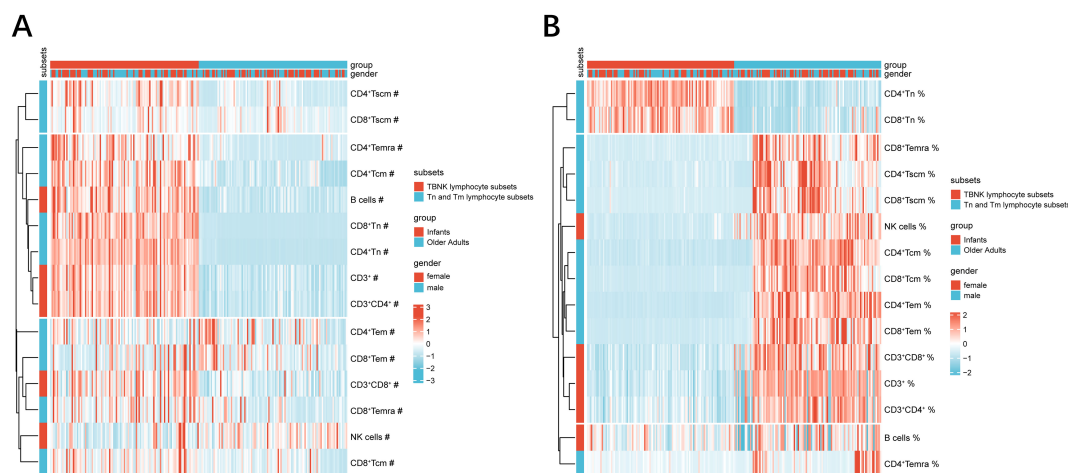 A
subsets
group
gender
CD4⁺Tscm #
CD8⁺Tscm #
CD4⁺Temra #
CD4⁺Tcm #
B cells #
CD8⁺Tn #
CD4⁺Tn #
CD3⁺ #
CD3⁺CD4⁺ #
CD4⁺Tem #
CD8⁺Tem #
CD3⁺CD8⁺ #
CD8⁺Temra #
NK cells #
CD8⁺Tcm #
subsets
TBNK lymphocyte subsets
Tn and Tm lymphocyte subsets
group
Infants
Older Adults
gender
female
male
3
2
1
0
−1
−2
−3
B
subsets
group
gender
CD4⁺Tn %
CD8⁺Tn %
CD8⁺Temra %
CD4⁺Tscm %
CD8⁺Tscm %
NK cells %
CD4⁺Tcm %
CD8⁺Tcm %
CD4⁺Tem %
CD8⁺Tem %
CD3⁺CD8⁺ %
CD3⁺ %
CD3⁺CD4⁺ %
B cells %
CD4⁺Temra %
subsets
TBNK lymphocyte subsets
Tn and Tm lymphocyte subsets
group
Infants
Older Adults
gender
female
male
2
1
0
−1
−2